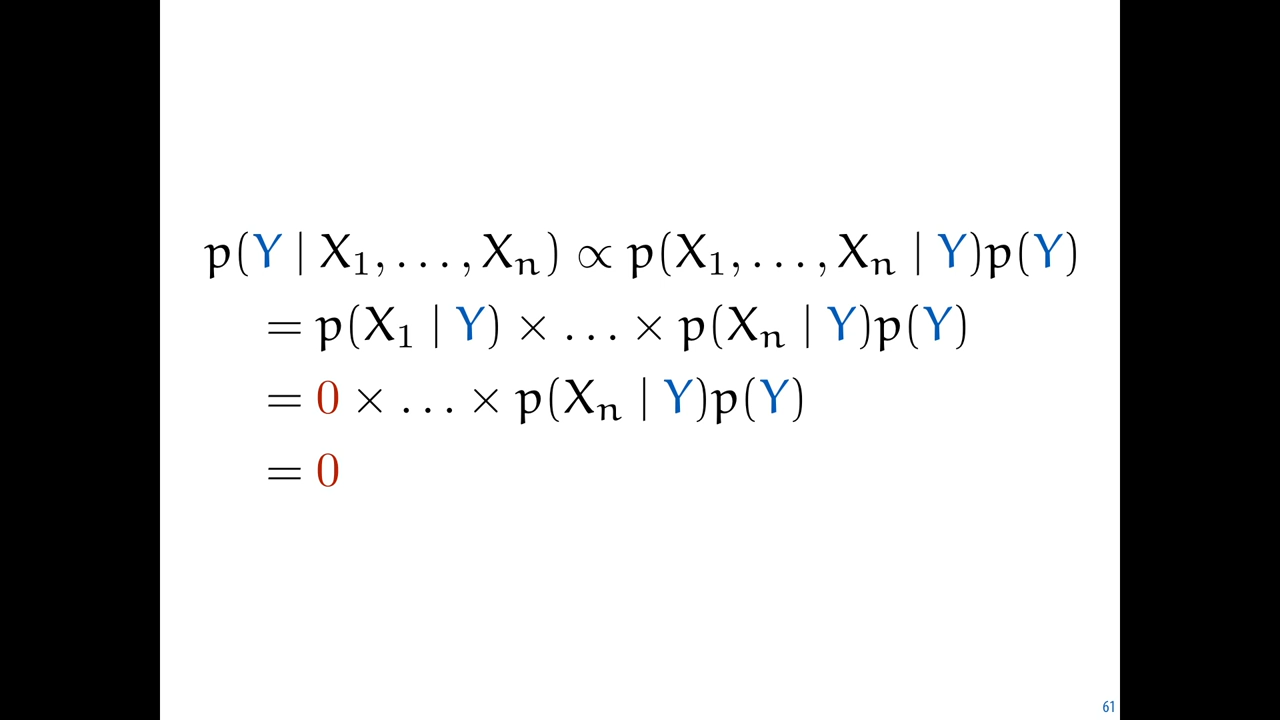 p(Y | X₁, . . . , Xₙ) ∝ p(X₁, . . . , Xₙ | Y)p(Y)
= p(X₁ | Y) × . . . × p(Xₙ | Y)p(Y)
= 0 × . . . × p(Xₙ | Y)p(Y)
= 0
61